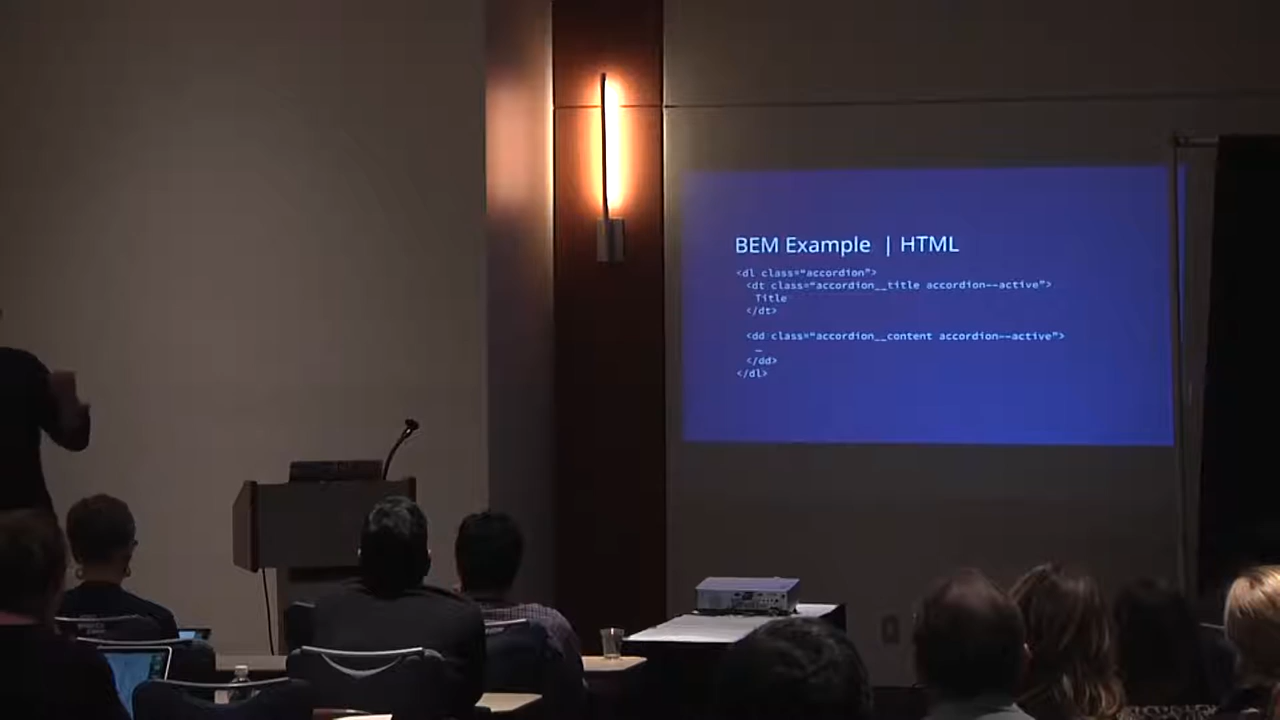 BEM Example | HTML
<dl class=“accordion”>
<dt class=“accordion__title accordion--active”>
Title
</dt>
<dd class=“accordion__content accordion--active”>
…
</dd>
</dl>